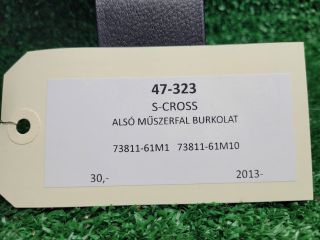 47-323
S-CROSS
ALSÓ MŰSZERFAL BURKOLAT
73811-61M1 73811-61M10
30,- 2013-